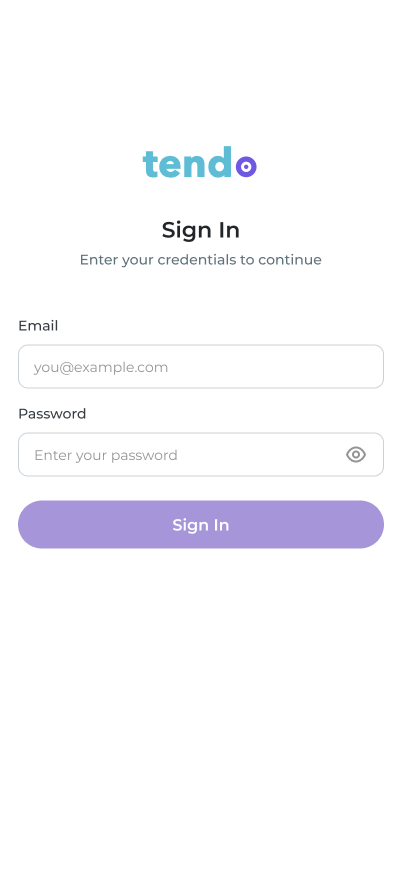 tendo
Sign In
Enter your credentials to continue
Email
you@example.com
Password
Enter your password
Sign In